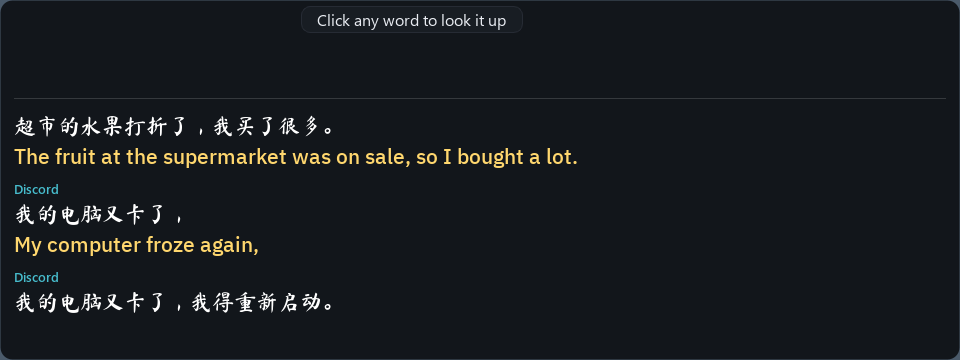 Click any word to look it up
超市的水果打折了，我买了很多。
The fruit at the supermarket was on sale, so I bought a lot.
Discord
我的电脑又卡了，
My computer froze again,
Discord
我的电脑又卡了，我得重新启动。